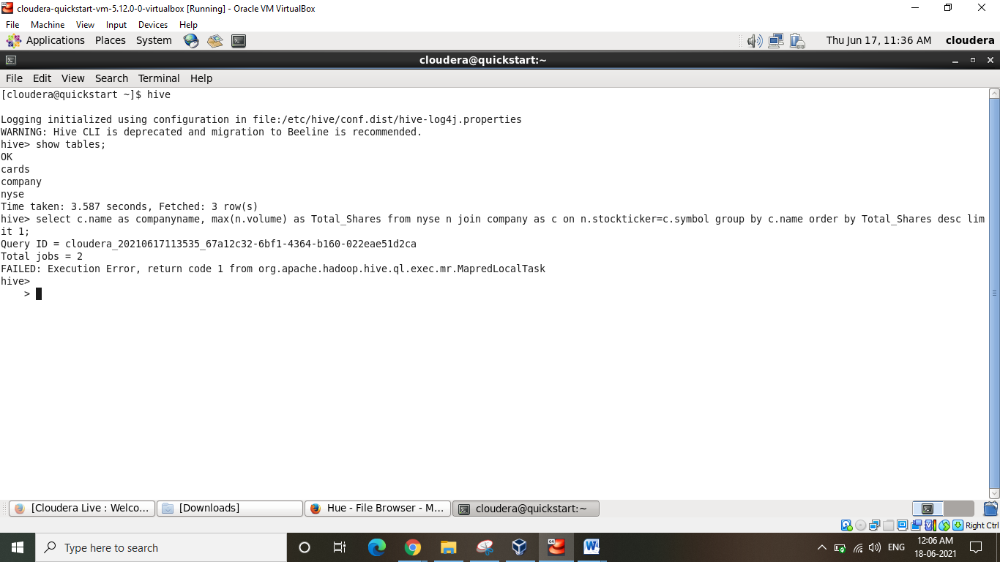 cloudera-quickstart-vm-5.12.0-0-virtualbox [Running] - Oracle VM VirtualBox
File Machine View Input Devices Help
Applications Places System Thu Jun 17, 11:36 AM cloudera
cloudera@quickstart:~
File Edit View Search Terminal Help
[cloudera@quickstart ~]$ hive
Logging initialized using configuration in file:/etc/hive/conf.dist/hive-log4j.properties
WARNING: Hive CLI is deprecated and migration to Beeline is recommended.
hive> show tables;
OK
cards
company
nyse
Time taken: 3.587 seconds, Fetched: 3 row(s)
hive> select c.name as companyname, max(n.volume) as Total_Shares from nyse n join company as c on n.stockticker=c.symbol group by c.name order by Total_Shares desc lim
it 1;
Query ID = cloudera_20210617113535_67a12c32-6bf1-4364-b160-022eae51d2ca
Total jobs = 2
FAILED: Execution Error, return code 1 from org.apache.hadoop.hive.ql.exec.mr.MapredLocalTask
hive>
    >
[Cloudera Live : Welco... [Downloads] Hue - File Browser - M... cloudera@quickstart:~
Right Ctrl
Type here to search ENG 12:06 AM
18-06-2021